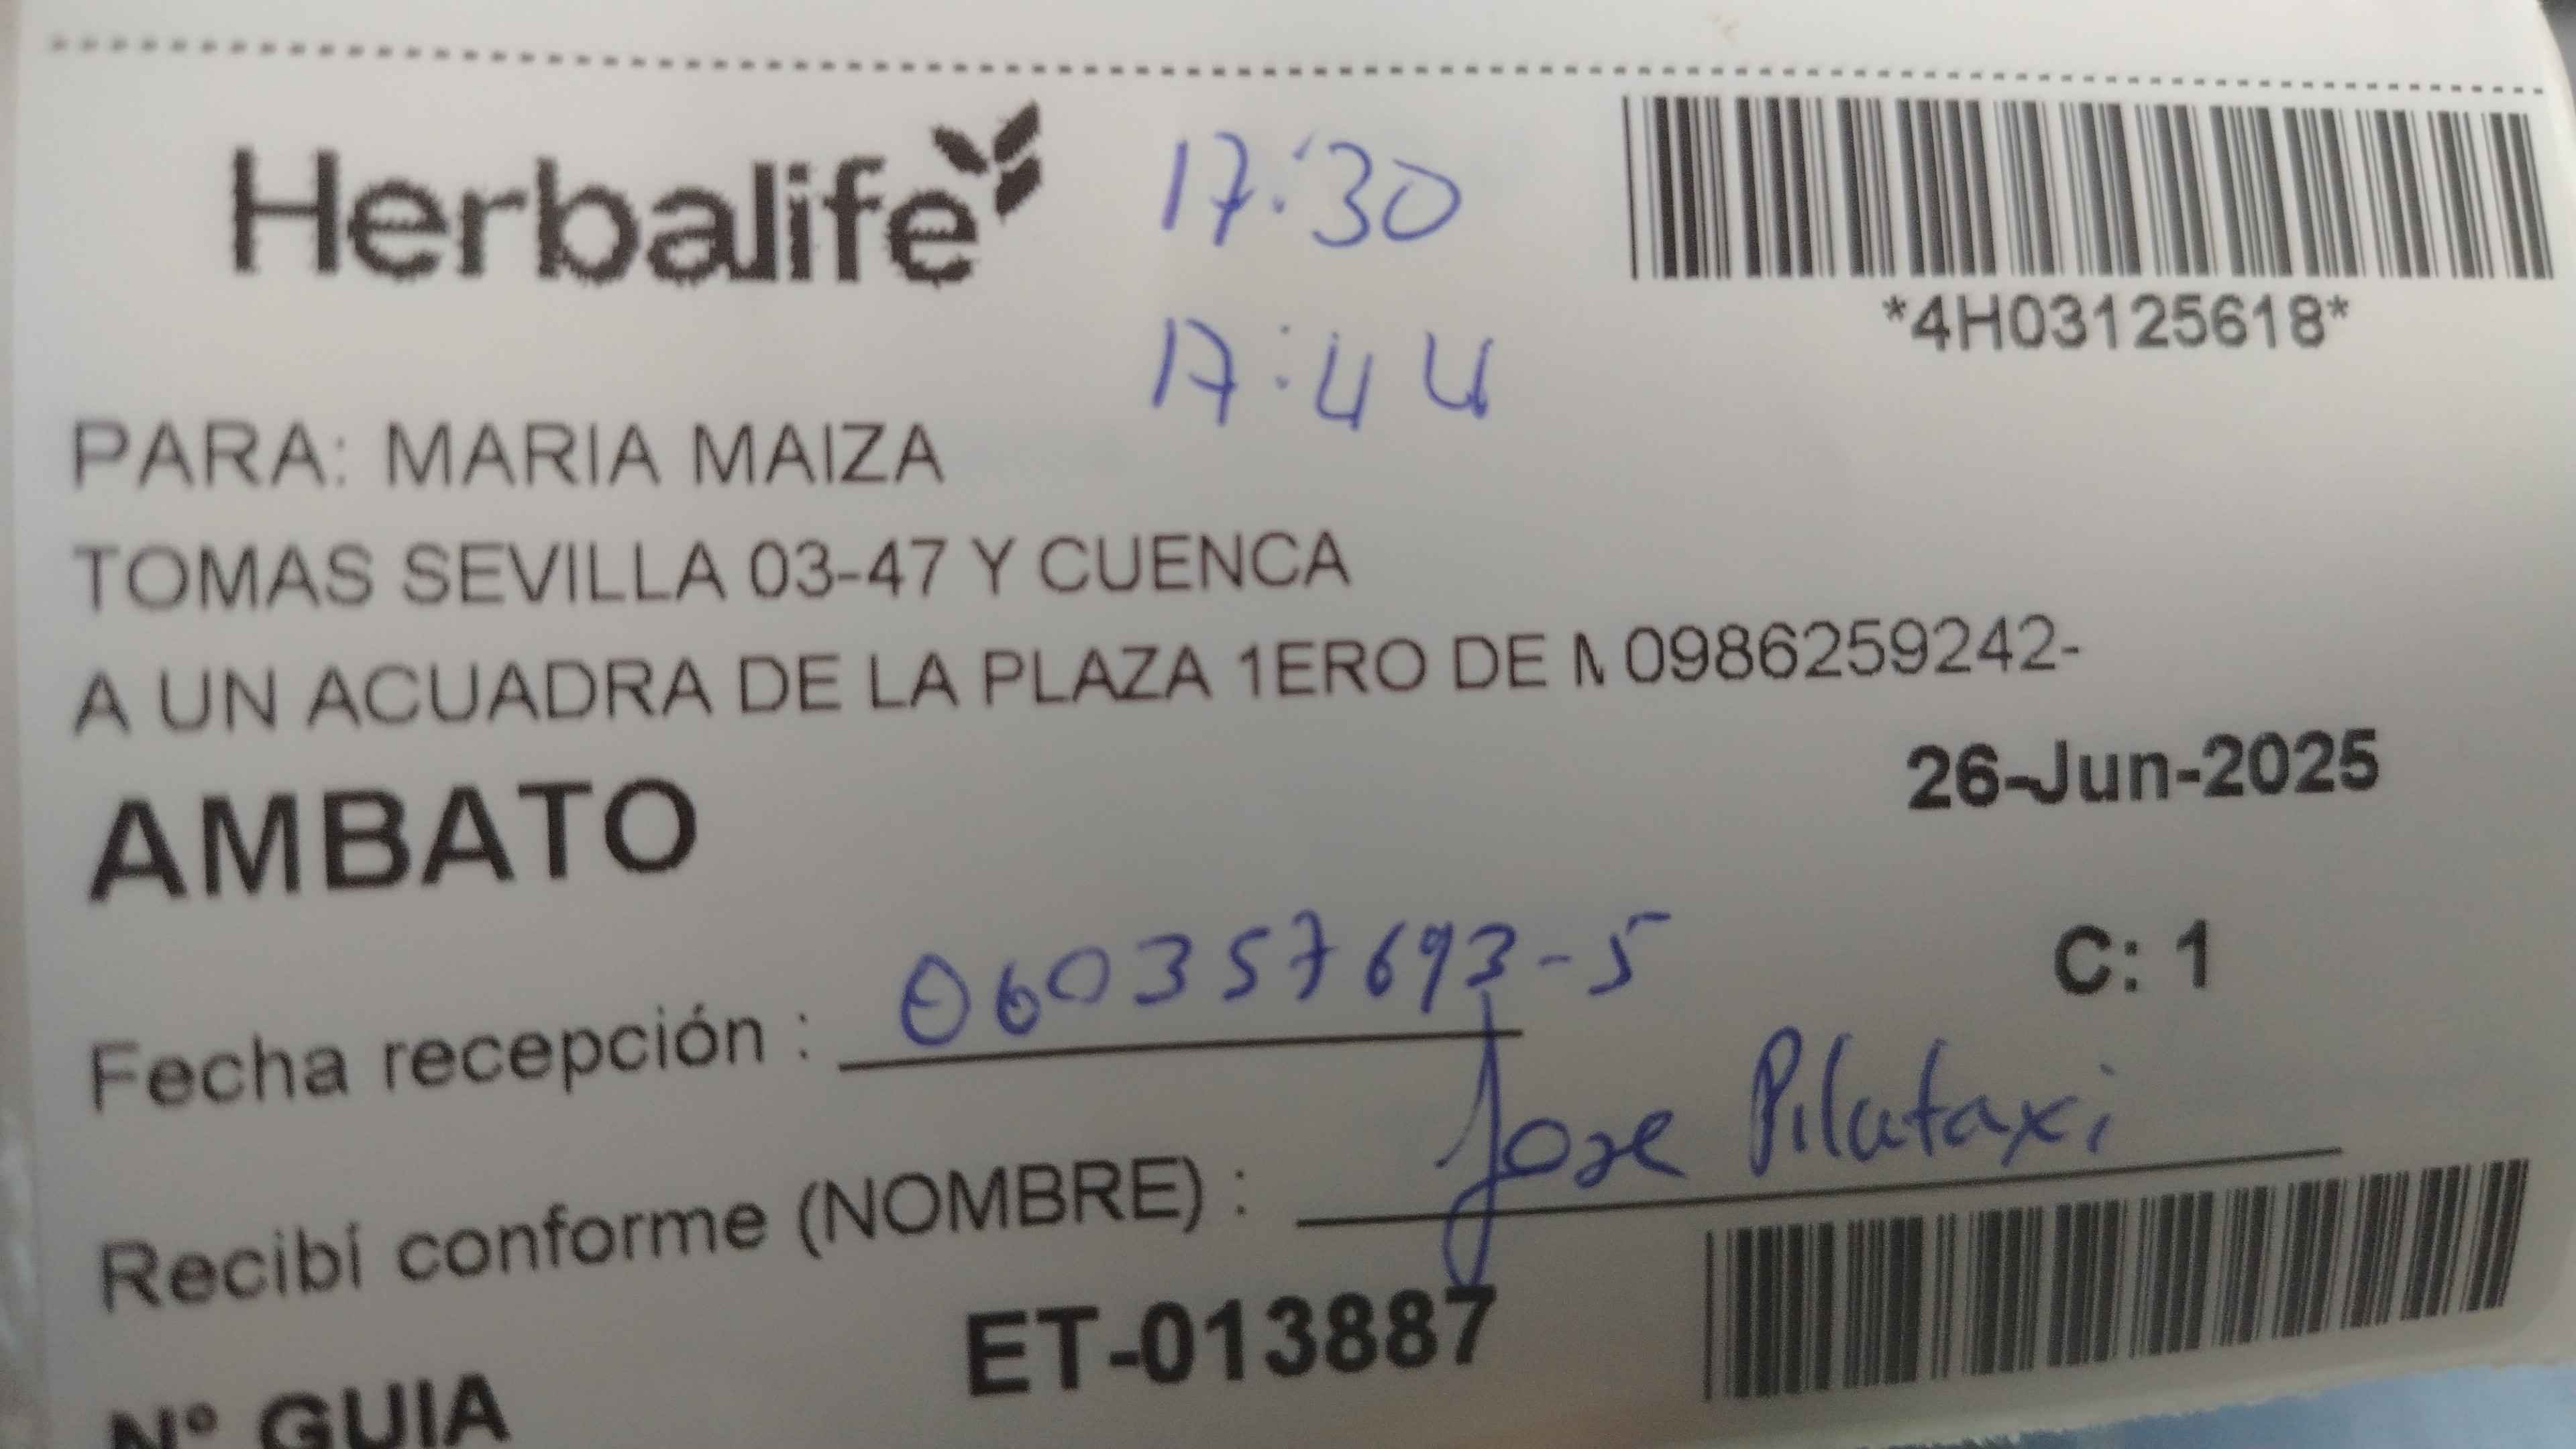 Herbalife
17:30
17:44
*4H03125618*
PARA: MARIA MAIZA
TOMAS SEVILLA 03-47 Y CUENCA
A UN ACUADRA DE LA PLAZA 1ERO DE M 0986259242-
AMBATO
26-Jun-2025
C: 1
Fecha recepción : 060357693-5
Recibí conforme (NOMBRE) : Jose Pilataxi
N° GUIA ET-013887